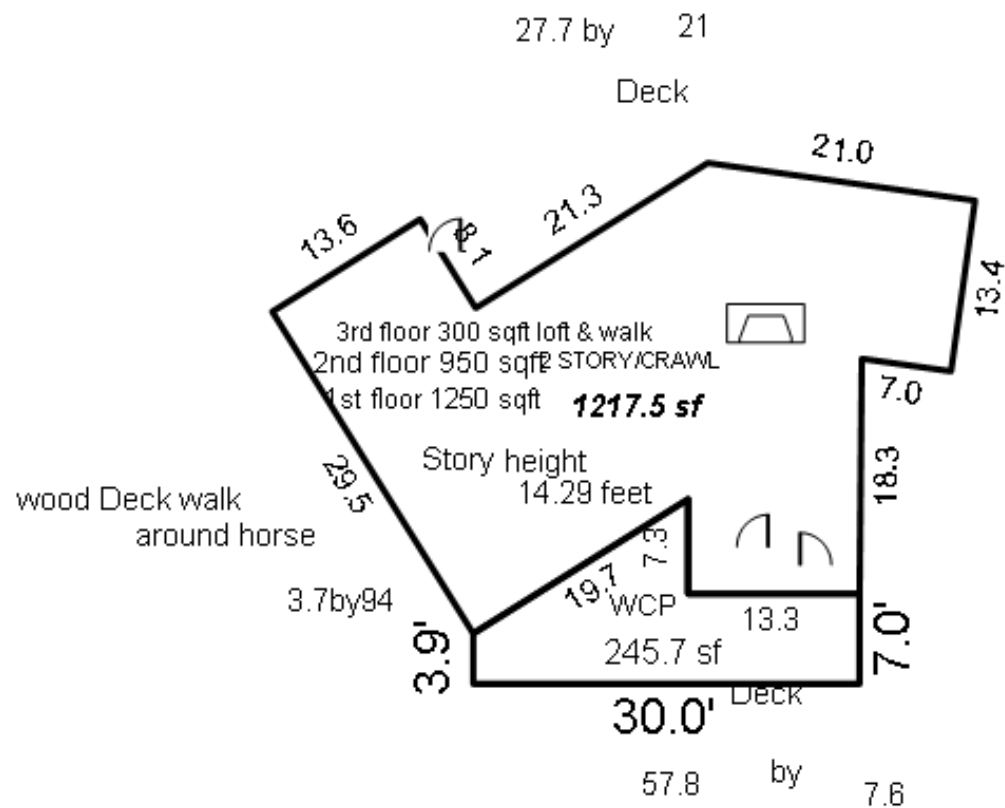 27.7 by 21
Deck
21.0
13.6
8.1
21.3
13.4
3rd floor 300 sqft loft & walk
2nd floor 950 sqft
2 STORY/CRAWL
7.0
1st floor 1250 sqft
1217.5 sf
29.5
Story height
14.29 feet
18.3
wood Deck walk
around horse
7.3
19.7
3.7by94
WCP
13.3
3.9'
245.7 sf
7.0'
Deck
30.0'
57.8 by 7.6